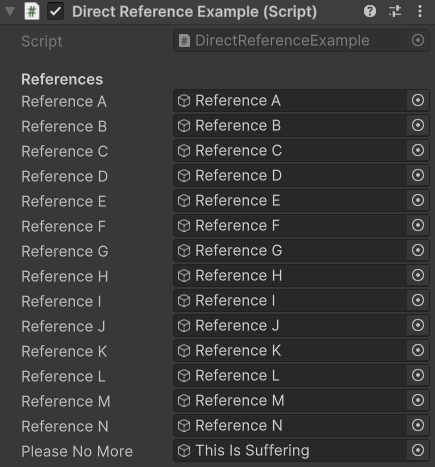 Direct Reference Example (Script)
Script DirectReferenceExample
References
Reference A Reference A
Reference B Reference B
Reference C Reference C
Reference D Reference D
Reference E Reference E
Reference F Reference F
Reference G Reference G
Reference H Reference H
Reference I Reference I
Reference J Reference J
Reference K Reference K
Reference L Reference L
Reference M Reference M
Reference N Reference N
Please No More This Is Suffering